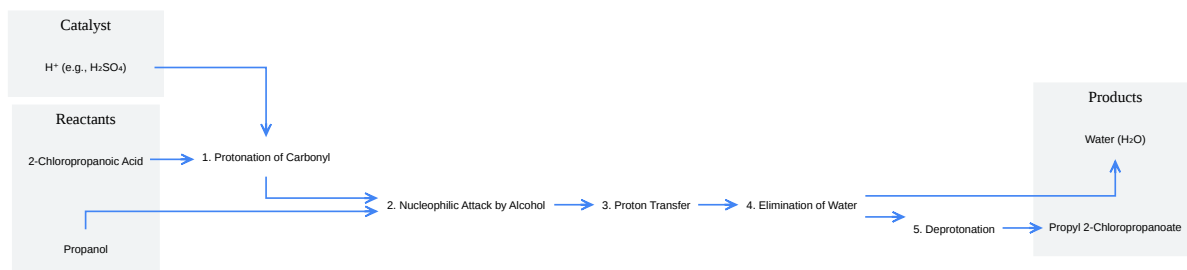 Catalyst
H⁺ (e.g., H₂SO₄)
Reactants
2-Chloropropanoic Acid
Propanol
1. Protonation of Carbonyl
2. Nucleophilic Attack by Alcohol
3. Proton Transfer
4. Elimination of Water
5. Deprotonation
Products
Water (H₂O)
Propyl 2-Chloropropanoate